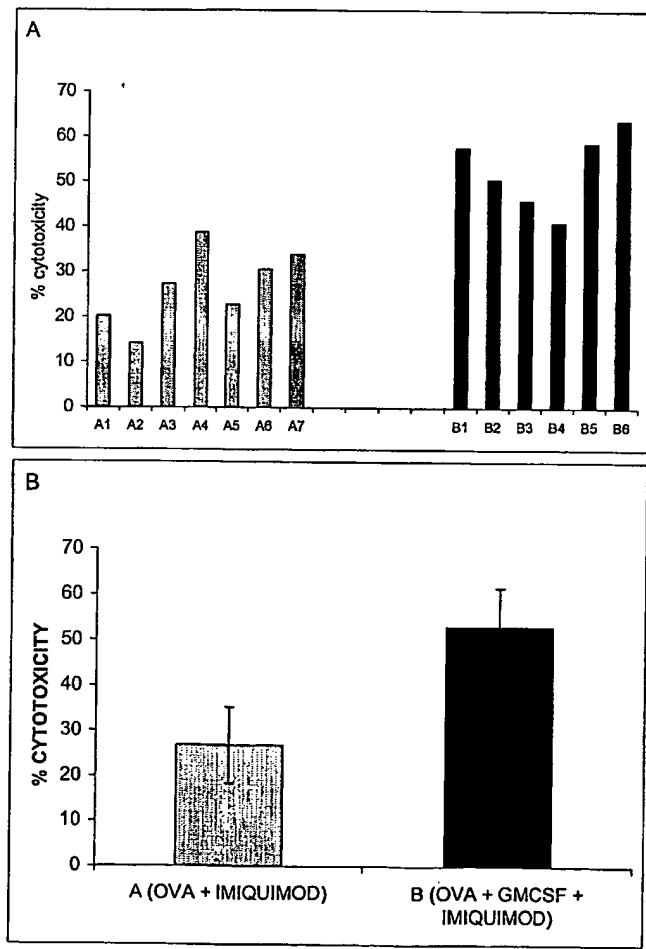 A
70
60
50
40
30
20
10
0
% cytotoxicity
A1 A2 A3 A4 A5 A6 A7 B1 B2 B3 B4 B5 B6
B
70
60
50
40
30
20
10
0
% CYTOTOXICITY
A (OVA + IMIQUIMOD) B (OVA + GMCSF +
IMIQUIMOD)